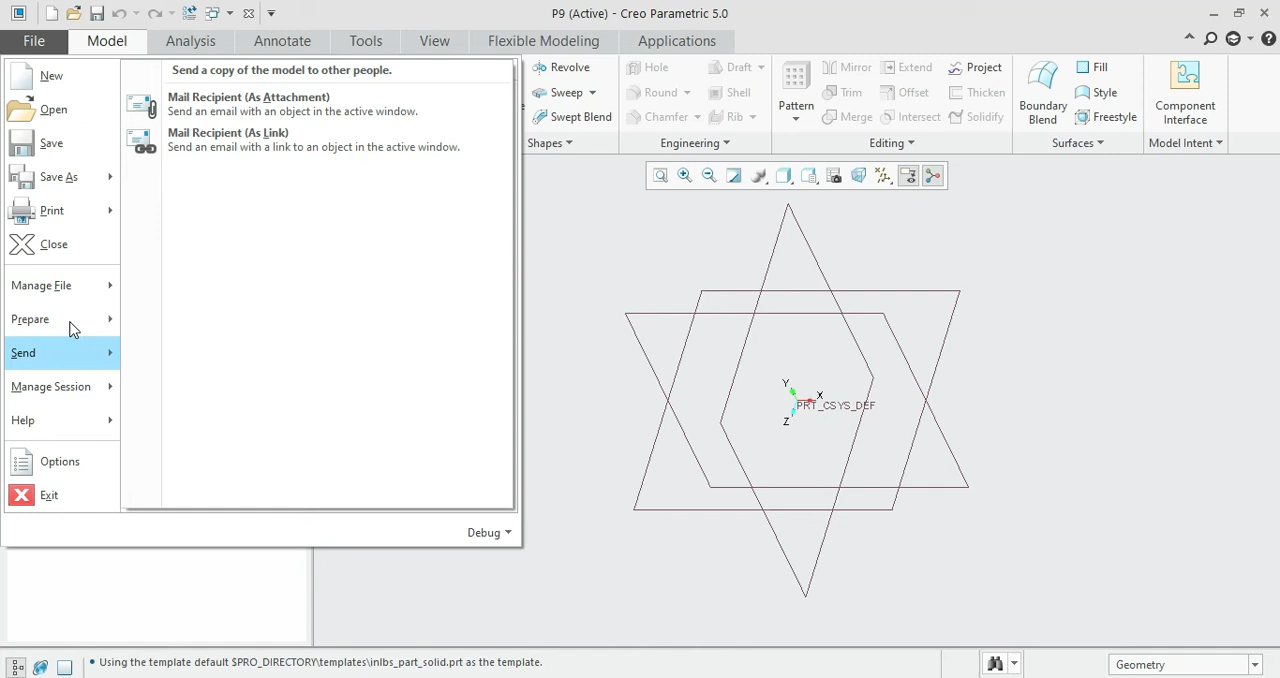 P9 (Active) - Creo Parametric 5.0
File Model Analysis Annotate Tools View Flexible Modeling Applications
New
Open
Save
Save As
Print
Close
Manage File
Prepare
Send
Manage Session
Help
Options
Exit
Send a copy of the model to other people.
Mail Recipient (As Attachment)
Send an email with an object in the active window.
Mail Recipient (As Link)
Send an email with a link to an object in the active window.
Debug
Revolve
Sweep
Swept Blend
Shapes
Hole Draft
Round Shell
Chamfer Rib
Engineering
Pattern
Mirror Extend Project
Trim Offset Thicken
Merge Intersect Solidify
Editing
Boundary Blend
Fill
Style
Freestyle
Surfaces
Component Interface
Model Intent
Y
X
PRT_CSYS_DEF
Z
Using the template default $PRO_DIRECTORY\templates\inlbs_part_solid.prt as the template.
Geometry